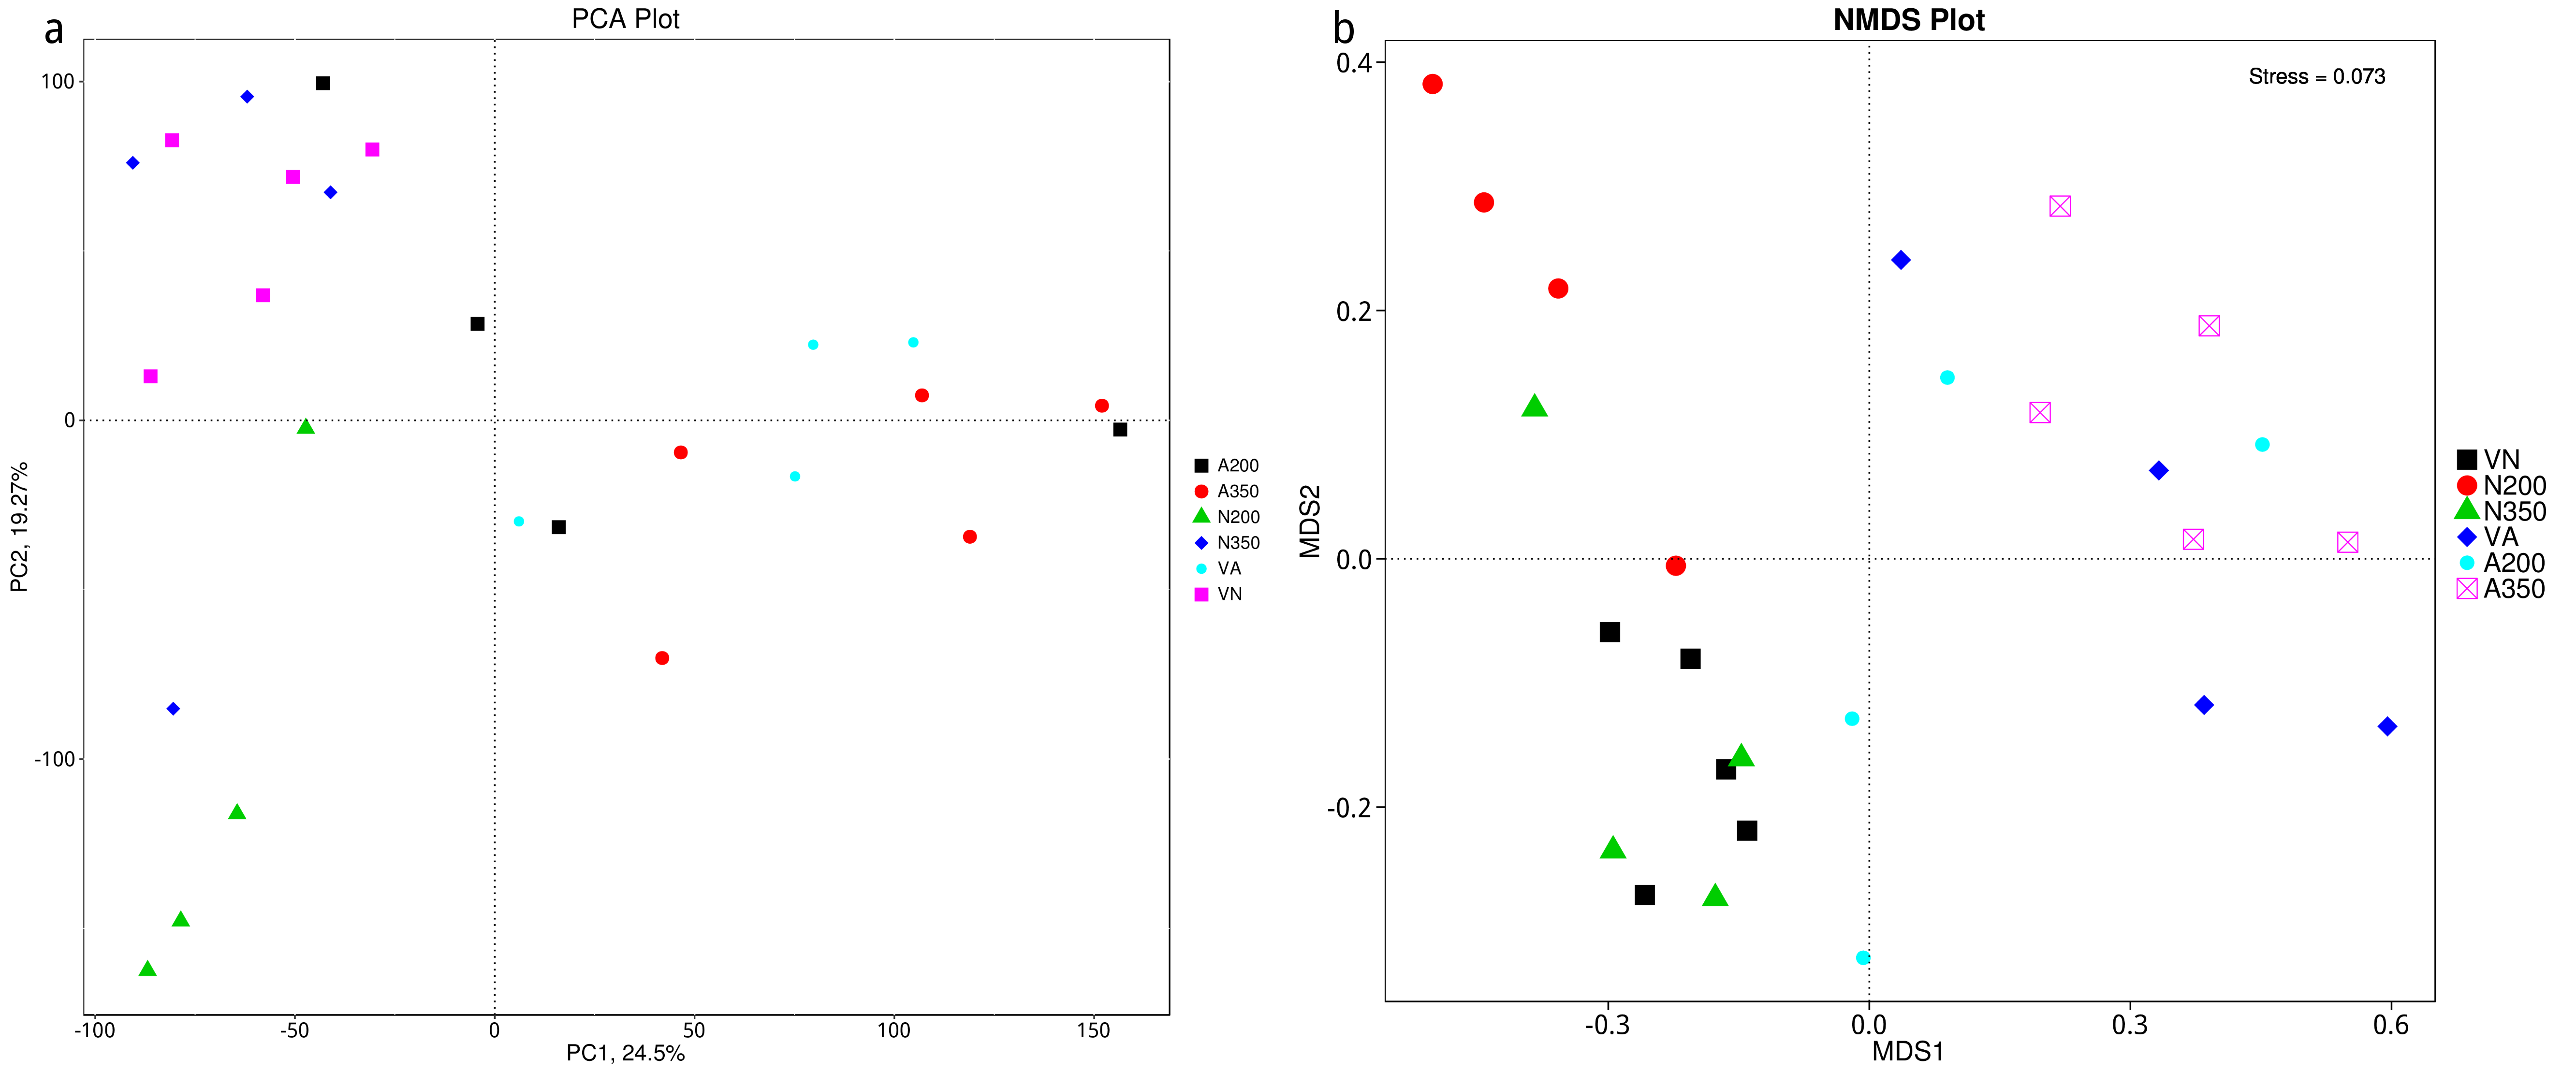 a
PCA Plot
100
0
-100
PC2, 19.27%
-100
-50
0
50
100
150
PC1, 24.5%
A200
A350
N200
N350
VA
VN
b
NMDS Plot
Stress = 0.073
0.4
0.2
0.0
-0.2
MDS2
-0.3
0.0
0.3
0.6
MDS1
VN
N200
N350
VA
A200
A350